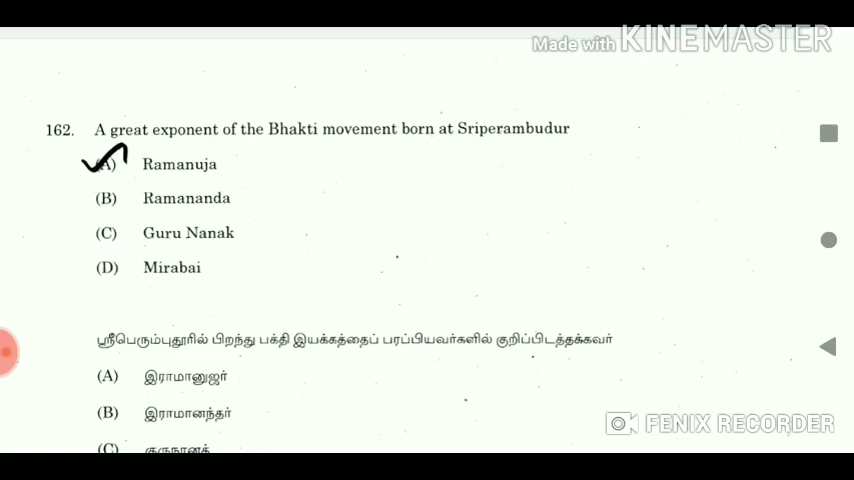 Made with KINEMASTER
162. A great exponent of the Bhakti movement born at Sriperambudur
(A) Ramanuja
(B) Ramananda
(C) Guru Nanak
(D) Mirabai
ஸ்ரீபெரும்புதூரில் பிறந்து பக்தி இயக்கத்தைப் பரப்பியவர்களில் குறிப்பிடத்தக்கவர்
(A) இராமானுஜர்
(B) இராமானந்தர்
(C) குருநானக்
FENIX RECORDER